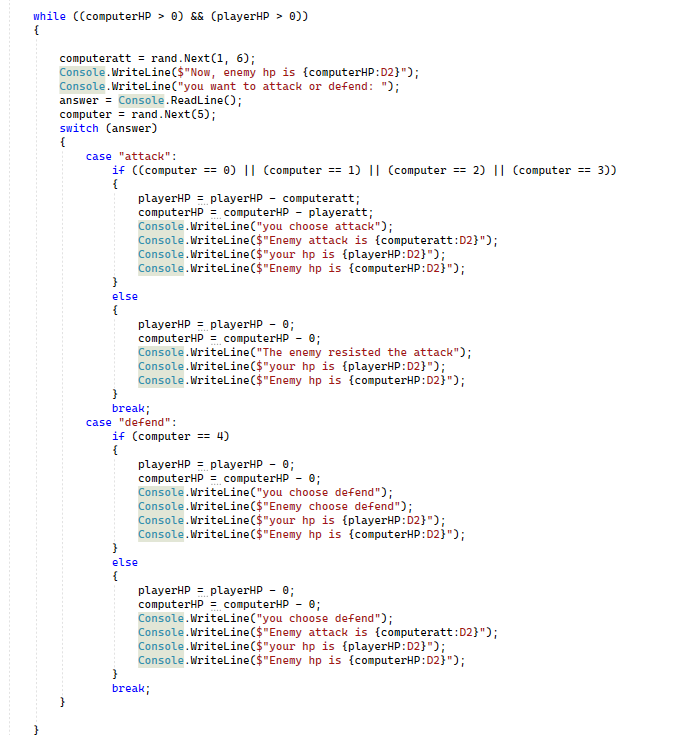 while ((computerHP > 0) && (playerHP > 0))
{
computeratt = rand.Next(1, 6);
Console.WriteLine($"Now, enemy hp is {computerHP:D2}");
Console.WriteLine("you want to attack or defend: ");
answer = Console.ReadLine();
computer = rand.Next(5);
switch (answer)
{
case "attack":
if ((computer == 0) || (computer == 1) || (computer == 2) || (computer == 3))
{
playerHP = playerHP - computeratt;
computerHP = computerHP - playeratt;
Console.WriteLine("you choose attack");
Console.WriteLine($"Enemy attack is {computeratt:D2}");
Console.WriteLine($"your hp is {playerHP:D2}");
Console.WriteLine($"Enemy hp is {computerHP:D2}");
}
else
{
playerHP = playerHP - 0;
computerHP = computerHP - 0;
Console.WriteLine("The enemy resisted the attack");
Console.WriteLine($"your hp is {playerHP:D2}");
Console.WriteLine($"Enemy hp is {computerHP:D2}");
}
break;
case "defend":
if (computer == 4)
{
playerHP = playerHP - 0;
computerHP = computerHP - 0;
Console.WriteLine("you choose defend");
Console.WriteLine($"Enemy choose defend");
Console.WriteLine($"your hp is {playerHP:D2}");
Console.WriteLine($"Enemy hp is {computerHP:D2}");
}
else
{
playerHP = playerHP - 0;
computerHP = computerHP - 0;
Console.WriteLine("you choose defend");
Console.WriteLine($"Enemy attack is {computeratt:D2}");
Console.WriteLine($"your hp is {playerHP:D2}");
Console.WriteLine($"Enemy hp is {computerHP:D2}");
}
break;
}
}